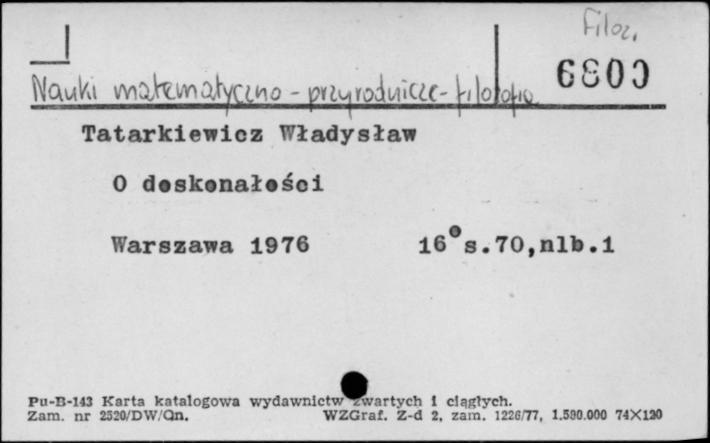 Filoz.
6800
Nauki matematyczno - przyrodnicze - filozofia
Tatarkiewicz Władysław
O doskonałości
Warszawa 1976 16° s.70,nlb.1
Pu-B-143 Karta katalogowa wydawnictw zwartych i ciągłych.
Zam. nr 2520/DW/Qn. WZGraf. Z-d 2, zam. 1226/77, 1.580.000 74X120